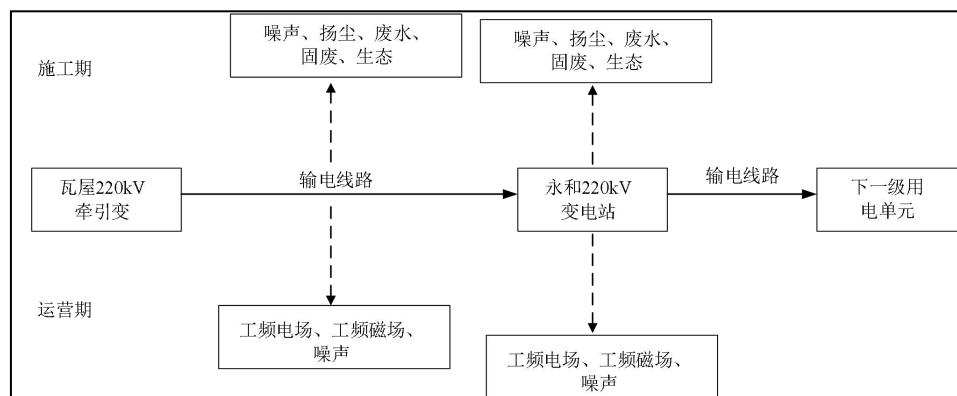 噪声、扬尘、废水、
固废、生态
噪声、扬尘、废水、
固废、生态
施工期
瓦屋220kV
牵引变
输电线路
永和220kV
变电站
输电线路
下一级用
电单元
运营期
工频电场、工频磁场、
噪声
工频电场、工频磁场、
噪声